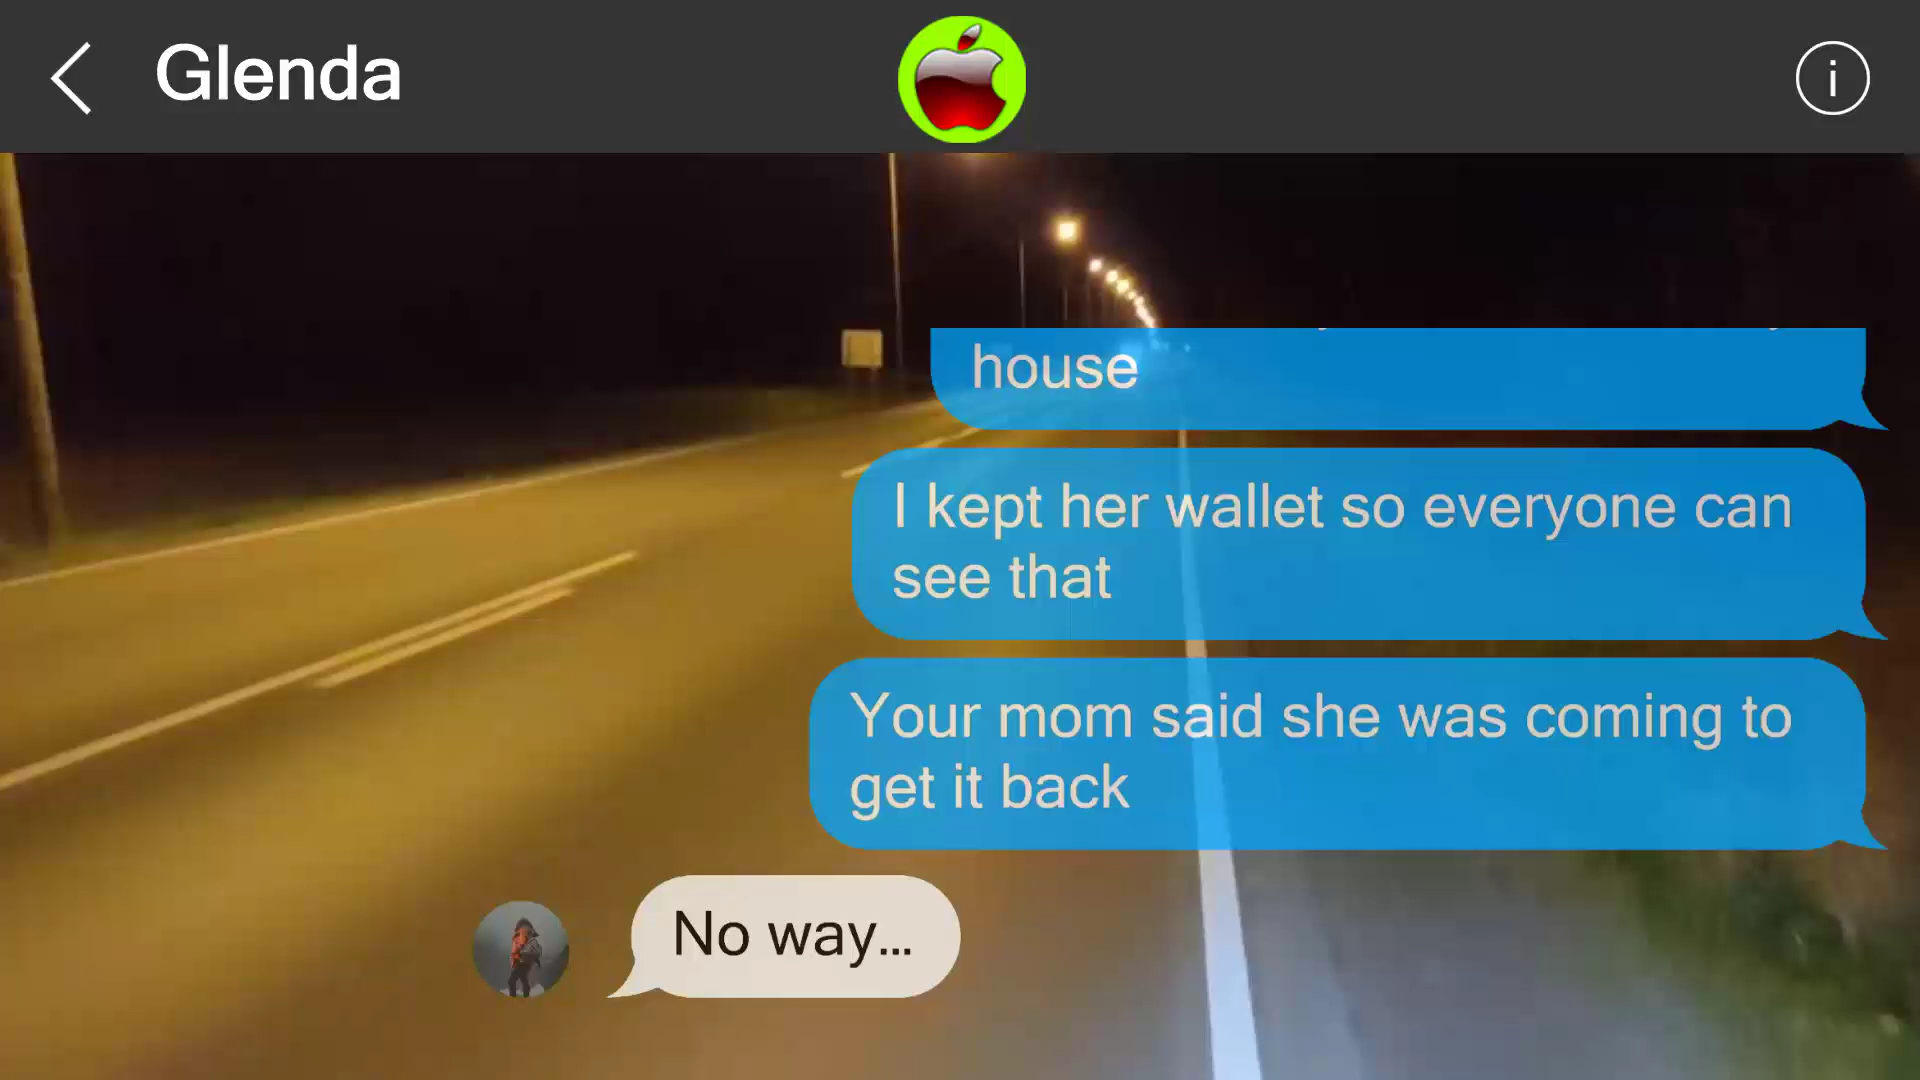 Glenda
i
house
I kept her wallet so everyone can
see that
Your mom said she was coming to
get it back
No way...